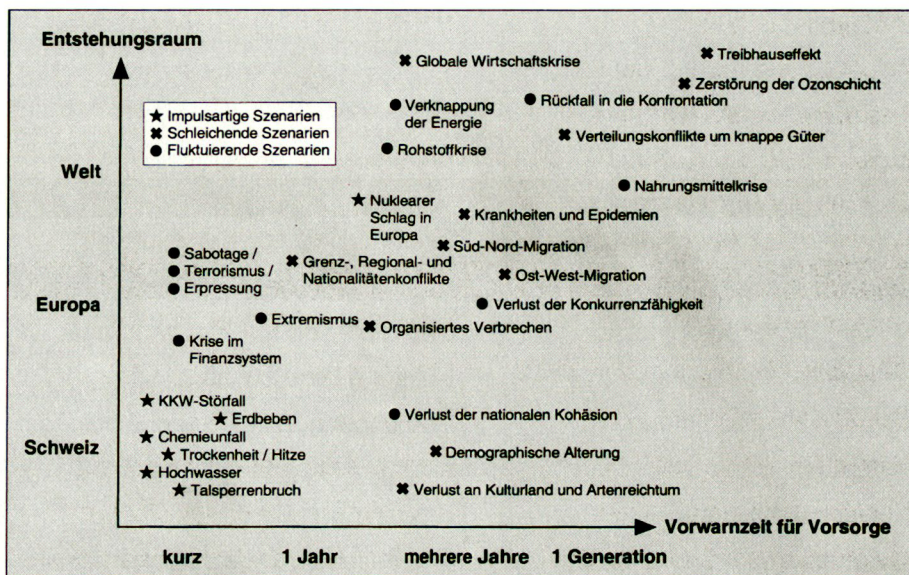 Entstehungsraum
Globale Wirtschaftskrise
Treibhauseffekt
Zerstörung der Ozonschicht
Impulsartige Szenarien
Schleichende Szenarien
Fluktuierende Szenarien
Verknappung
der Energie
Rückfall in die Konfrontation
Verteilungskonflikte um knappe Güter
Rohstoffkrise
Welt
Nahrungsmittelkrise
Nuklearer
Schlag in
Europa
Krankheiten und Epidemien
Süd-Nord-Migration
Sabotage /
Terrorismus /
Erpressung
Grenz-, Regional- und
Nationalitätenkonflikte
Ost-West-Migration
Europa
Verlust der Konkurrenzfähigkeit
Extremismus
Organisiertes Verbrechen
Krise im
Finanzsystem
KKW-Störfall
Erdbeben
Verlust der nationalen Kohäsion
Chemieunfall
Schweiz
Trockenheit / Hitze
Demographische Alterung
Hochwasser
Talsperrenbruch
Verlust an Kulturland und Artenreichtum
Vorwarnzeit für Vorsorge
kurz
1 Jahr
mehrere Jahre
1 Generation